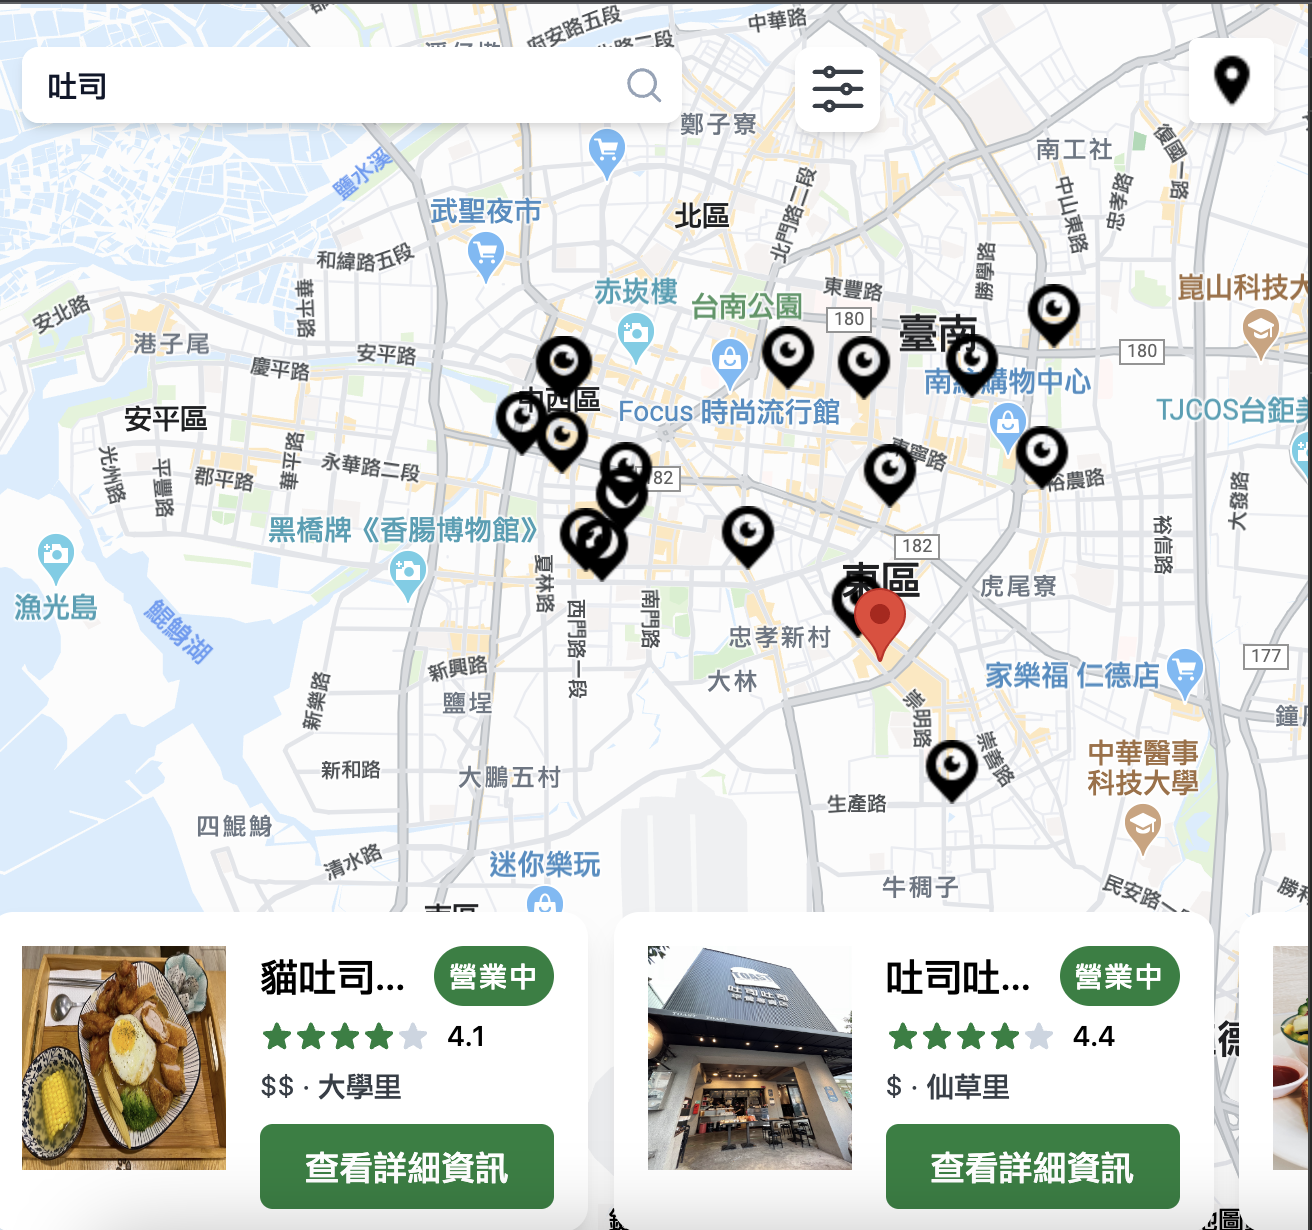 中華路
府安路五段
吐司
鄭子寮
南工社
復國一路
鹽水溪
中山東路
忠孝路
北門路二段
武聖夜市
北區
和緯路五段
勝學路
赤崁樓
台南公園
東豐路
崑山科技大
安北路
華平路
180
臺南
港子尾
安平路
180
慶平路
南紡購物中心
中西區
安平區
Focus 時尚流行館
TJCOS台鉅美
東寧路
光州路
平豐路
郡平路
華平路
永華路二段
182
裕農路
大發路
黑橋牌《香腸博物館》
裕信路
182
夏林路
東區
虎尾寮
漁光島
鯤鯓湖
西門路一段
南門路
忠孝新村
177
新興路
大林
家樂福 仁德店
新樂路
鹽埕
崇明路
崇善路
中華醫事
科技大學
新和路
大鵬五村
生產路
四鯤鯓
清水路
迷你樂玩
牛稠子
民安路一
南區
貓吐司...
營業中
4.1
$$ · 大學里
查看詳細資訊
TOAST
吐司吐司
吐司吐...
營業中
4.4
$ · 仙草里
查看詳細資訊